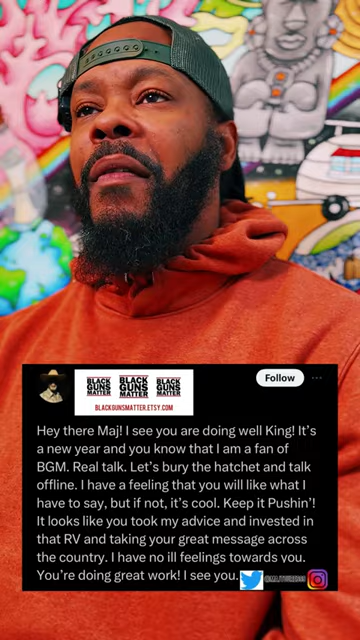 BLACK GUNS MATTER
BLACK GUNS MATTER
BLACK GUNS MATTER
BLACKGUNSMATTER.ETSY.COM
Follow
Hey there Maj! I see you are doing well King! It's
a new year and you know that I am a fan of
BGM. Real talk. Let's bury the hatchet and talk
offline. I have a feeling that you will like what I
have to say, but if not, it's cool. Keep it Pushin'!
It looks like you took my advice and invested in
that RV and taking your great message across
the country. I have no ill feelings towards you.
You're doing great work! I see you.